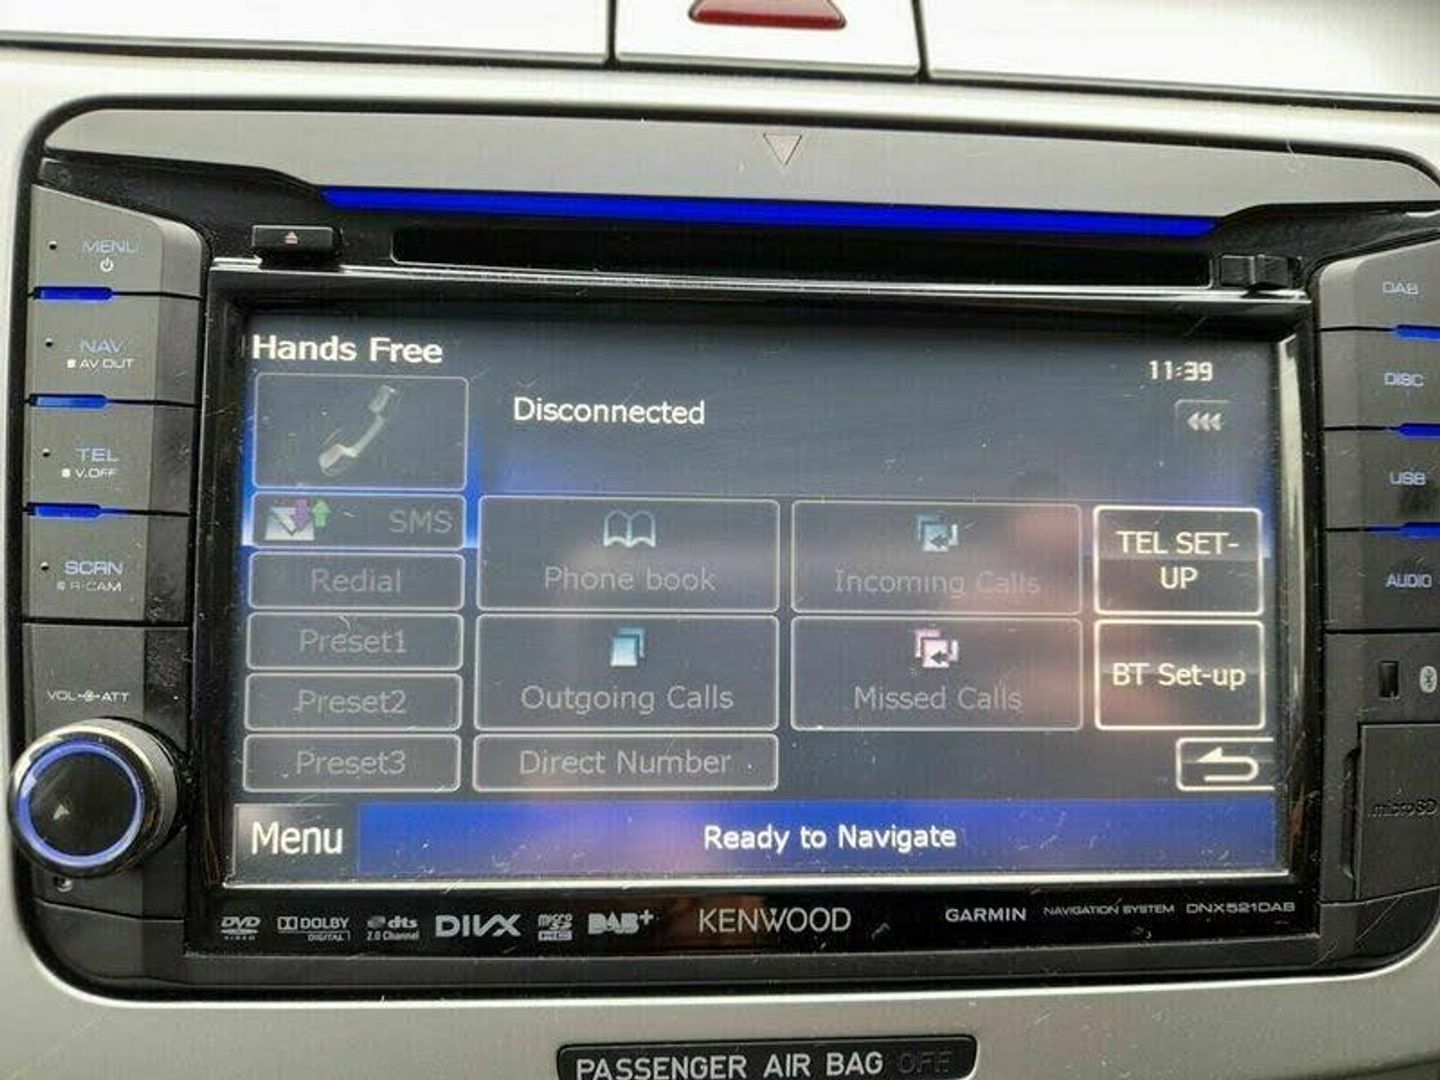 MENU
NAV
AV OUT
TEL
V.OFF
SCRN
R-CAM
VOL ATT
Hands Free
11:39
Disconnected
SMS
Redial
Preset1
Preset2
Preset3
Phone book
Incoming Calls
TEL SET-
UP
Outgoing Calls
Missed Calls
BT Set-up
Direct Number
Menu
Ready to Navigate
DAB
DISC
USB
AUDIO
microSD
DVD
VIDEO
DOLBY
DIGITAL
dts
2.0 Channel
DIVX
micro
DAB+
KENWOOD
GARMIN
NAVIGATION SYSTEM
DNX521DAB
PASSENGER AIR BAG OFF